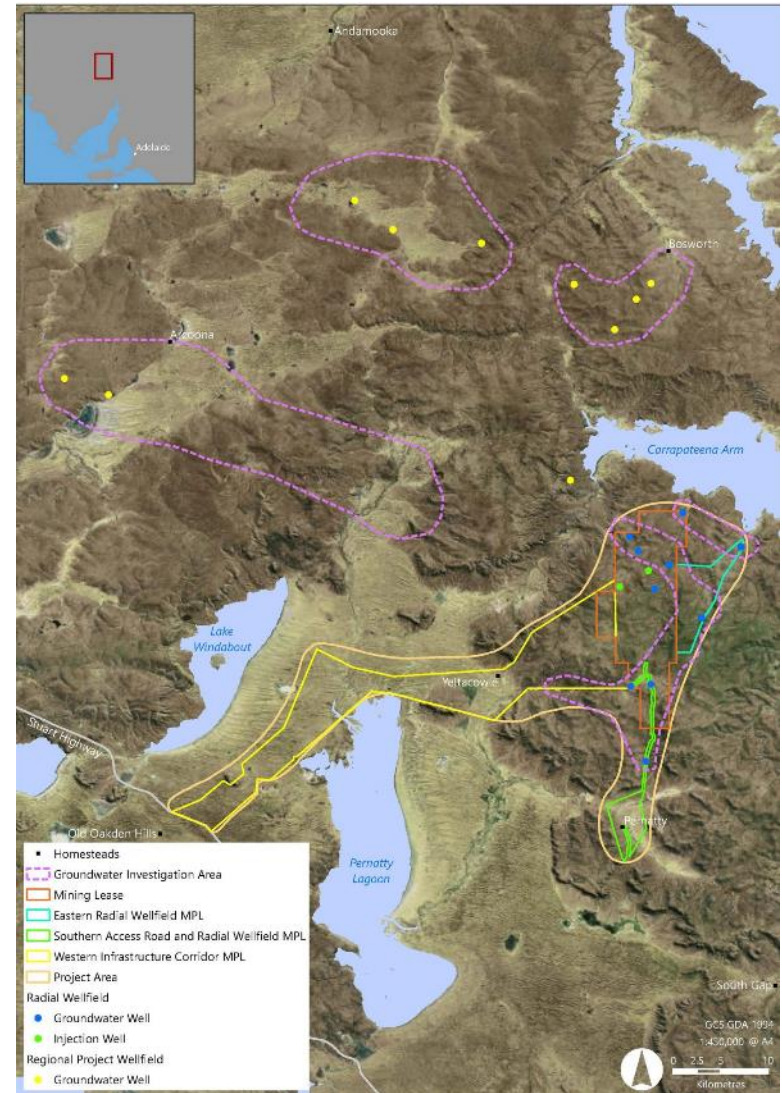 Andamooka
Adelaide
Bosworth
Arcoona
Carrapateena Arm
Lake
Windabout
Yeltacowie
Stuart Highway
Old Oakden Hills
Pernatty
Pernatty
Lagoon
South Gap
Homesteads
Groundwater Investigation Area
Mining Lease
Eastern Radial Wellfield MPL
Southern Access Road and Radial Wellfield MPL
Western Infrastructure Corridor MPL
Project Area
Radial Wellfield
Groundwater Well
Injection Well
Regional Project Wellfield
Groundwater Well
GCS GDA 1994
1:450,000 @ A4
0 2.5 5 10
Kilometres